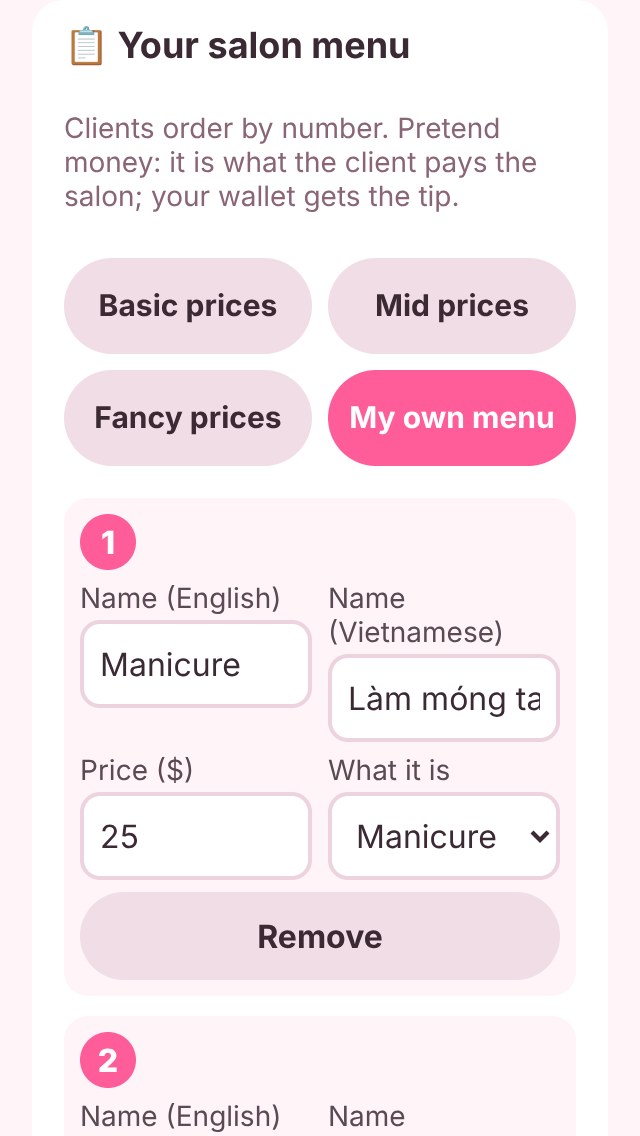 Your salon menu
Clients order by number. Pretend
money: it is what the client pays the
salon; your wallet gets the tip.
Basic prices
Mid prices
Fancy prices
My own menu
1
Name (English)
Name
(Vietnamese)
Manicure
Làm móng ta
Price ($)
What it is
25
Manicure
Remove
2
Name (English)
Name